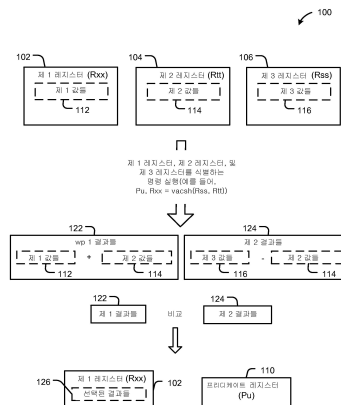 100
102
104
106
제 1 레지스터 (Rxx)
제 2 레지스터 (Rtt)
제 3 레지스터 (Rss)
제 1 값들
제 2 값들
제 3 값들
112
114
116
제 1 레지스터, 제 2 레지스터, 및
제 3 레지스터를 식별하는
명령 실행(예를 들어,
Pu, Rxx = vacsh(Rss, Rtt))
122
124
wp 1 결과들
제 2 결과들
제 1 값들 + 제 2 값들
제 3 값들 - 제 2 값들
112
114
116
114
122
124
제 1 결과들
비교
제 2 결과들
110
제 1 레지스터 (Rxx)
102
프리디케이트 레지스터
(Pu)
126
선택된 결과들